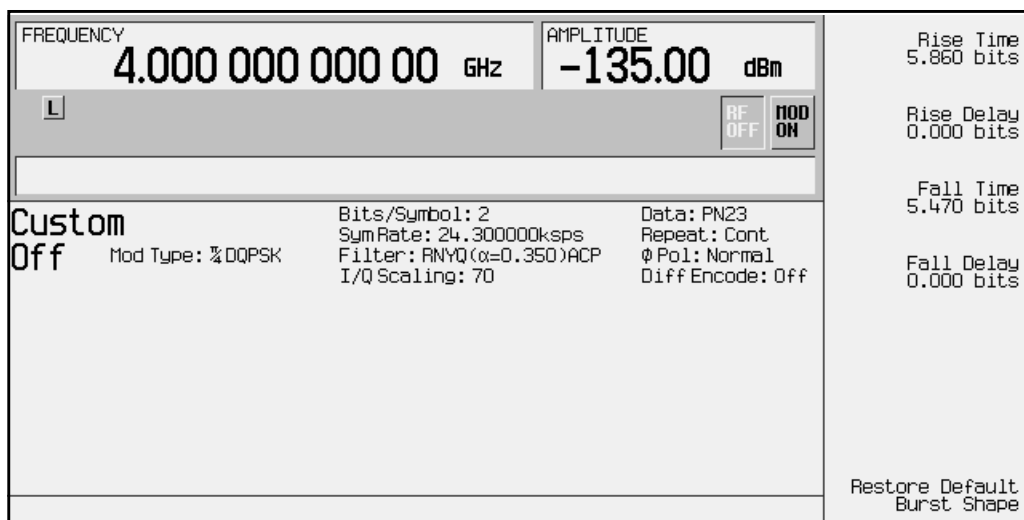 FREQUENCY
4.000 000 000 00 GHz
AMPLITUDE
-135.00 dBm
L
RF
OFF
MOD
ON
Custom
Off
Mod Type: π/4 DQPSK
Bits/Symbol: 2
Sym Rate: 24.300000ksps
Filter: RNYQ(α=0.350)ACP
I/Q Scaling: 70
Data: PN23
Repeat: Cont
Φ Pol: Normal
Diff Encode: Off
Rise Time
5.860 bits
Rise Delay
0.000 bits
Fall Time
5.470 bits
Fall Delay
0.000 bits
Restore Default
Burst Shape